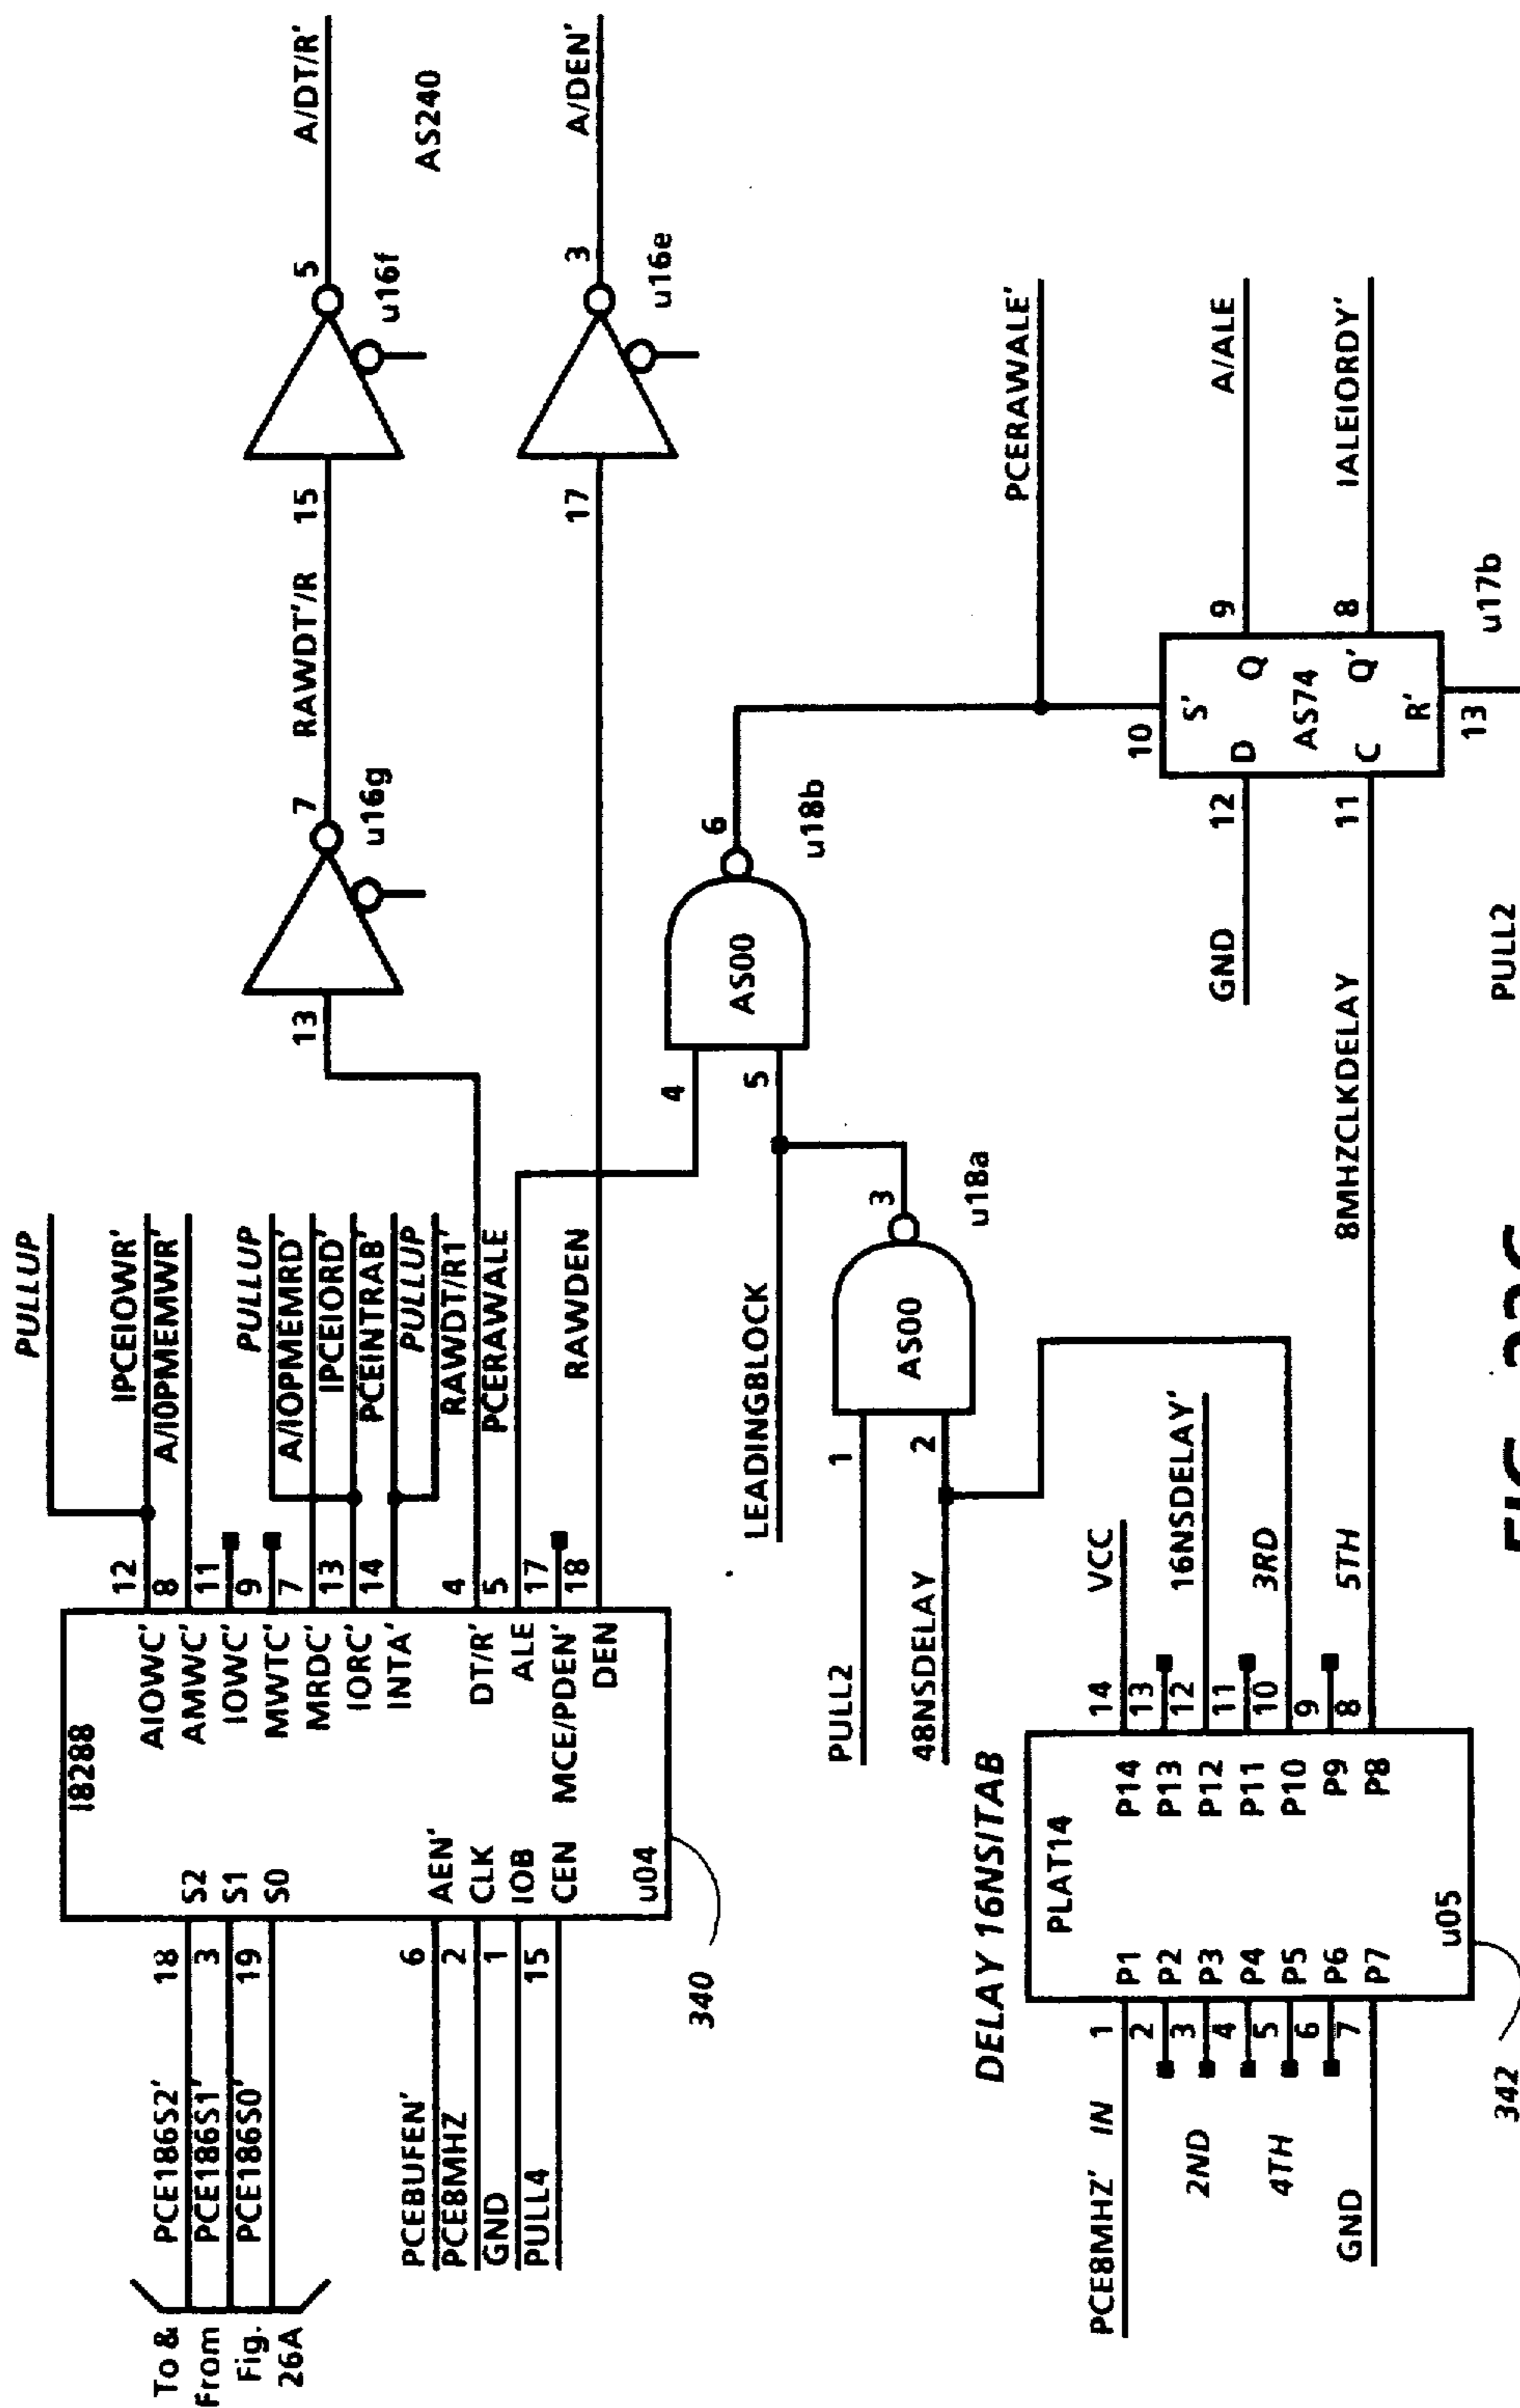 To &
From
Fig.
26A
PCE186S2'
PCE186S1'
PCE186S0'
18
3
19
PCEBUFEN'
PCE8MHZ
GND
PULL4
6
2
1
15
I8288
S2
S1
S0
AEN'
CLK
IOB
CEN
u04
340
AIOWC'
AMWC'
IOWC'
MWTC'
MRDC'
IORC'
INTA'
DT/R'
ALE
MCE/PDEN'
DEN
12
8
11
9
7
13
14
4
5
17
18
PULLUP
IPCEIOWR'
A/IOPMEMWR'
PULLUP
A/IOPMEMRD'
IPCEIORD'
PCEINTRAB'
PULLUP
RAWDT/R1'
PCERAWALE
RAWDEN
13
7
u16g
RAWDT'/R
15
5
u16f
A/DT/R'
AS240
17
3
u16e
A/DEN'
LEADINGBLOCK
4
5
AS00
6
u18b
PCERAWALE'
PULL2
48NSDELAY
1
2
AS00
3
u18a
DELAY 16NS/TAB
PLAT14
PCE8MHZ' IN
2ND
4TH
GND
1
2
3
4
5
6
7
P1
P2
P3
P4
P5
P6
P7
u05
342
P14
P13
P12
P11
P10
P9
P8
14
13
12
11
10
9
8
VCC
16NSDELAY'
3RD
5TH
8MHZCLKDELAY
GND
12
11
10
S'
D
Q
AS74
C
Q'
R'
13
9
8
A/ALE
IALEIORDY'
u17b
PULL2